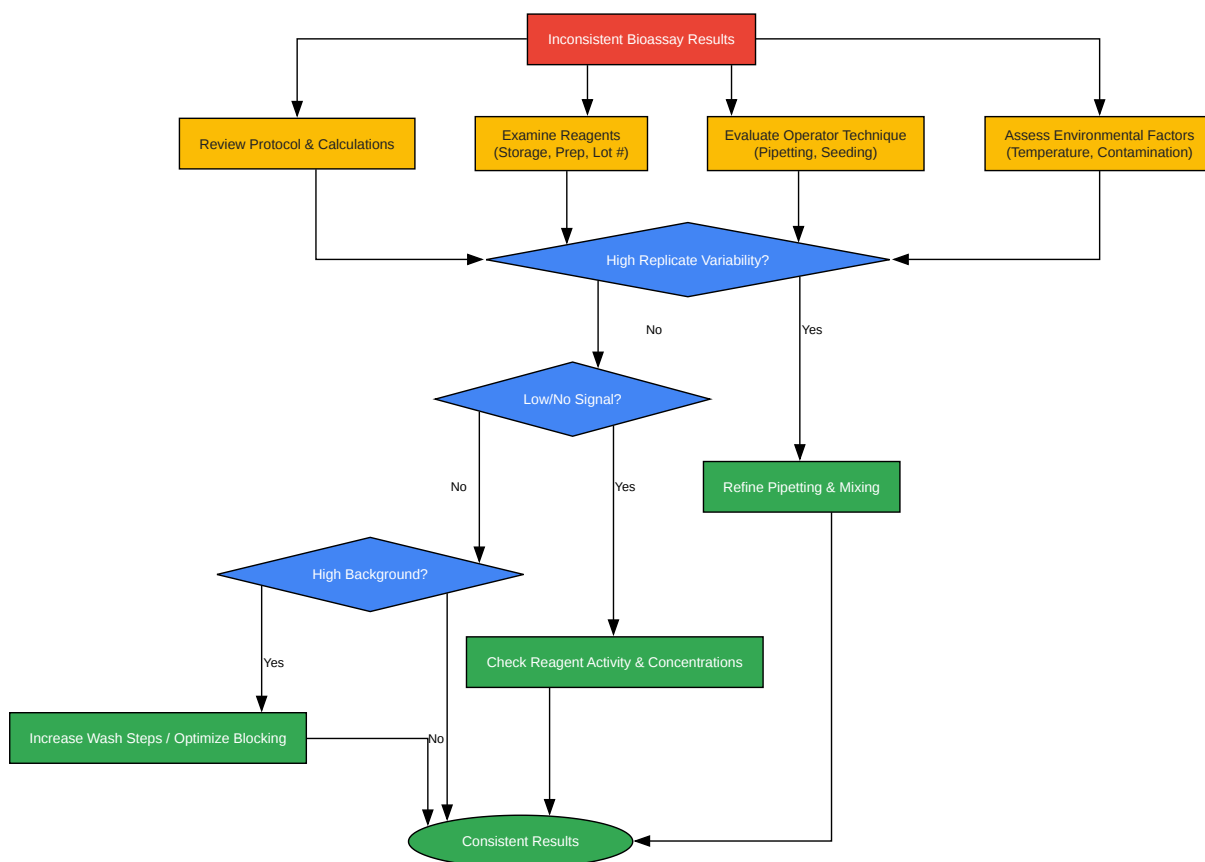 Inconsistent Bioassay Results
Review Protocol & Calculations
Examine Reagents
(Storage, Prep, Lot #)
Evaluate Operator Technique
(Pipetting, Seeding)
Assess Environmental Factors
(Temperature, Contamination)
High Replicate Variability?
No
Yes
Low/No Signal?
No
Yes
Refine Pipetting & Mixing
High Background?
Yes
Check Reagent Activity & Concentrations
Increase Wash Steps / Optimize Blocking
No
Consistent Results